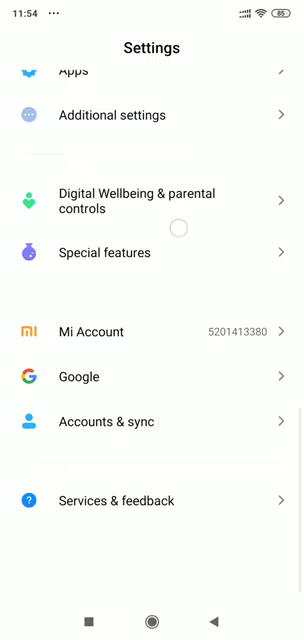 11:54 ...
85
Settings
Apps
Additional settings
Digital Wellbeing & parental
controls
Special features
Mi Account 5201413380
Google
Accounts & sync
Services & feedback